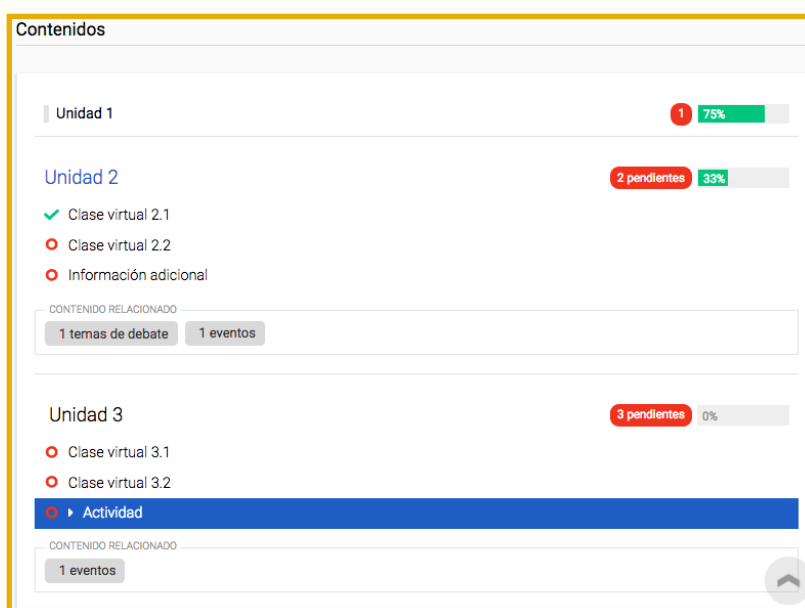 Contenidos
Unidad 1 1 75%
Unidad 2 2 pendientes 33%
Clase virtual 2.1
Clase virtual 2.2
Información adicional
CONTENIDO RELACIONADO
1 temas de debate 1 eventos
Unidad 3 3 pendientes 0%
Clase virtual 3.1
Clase virtual 3.2
Actividad
CONTENIDO RELACIONADO
1 eventos